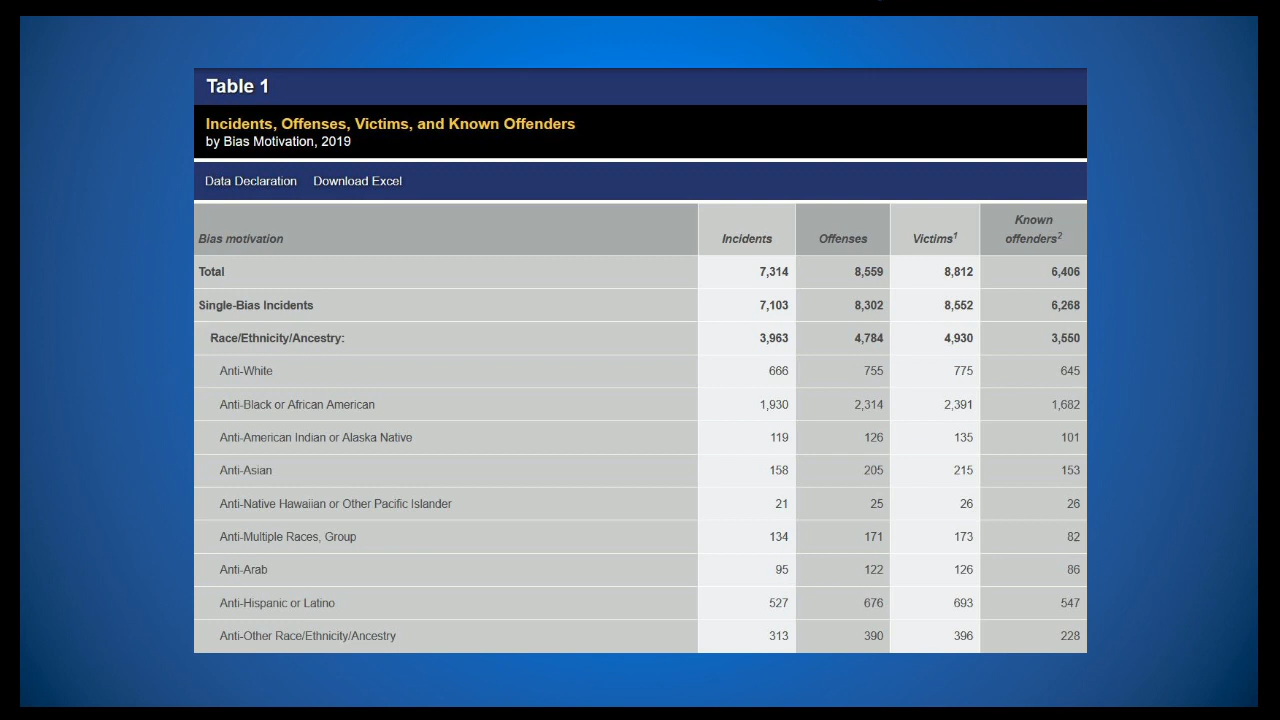 Table 1
Incidents, Offenses, Victims, and Known Offenders
by Bias Motivation, 2019
Data Declaration Download Excel
Bias motivation Incidents Offenses Victims1 Known offenders2
Total 7,314 8,559 8,812 6,406
Single-Bias Incidents 7,103 8,302 8,552 6,268
Race/Ethnicity/Ancestry: 3,963 4,784 4,930 3,550
Anti-White 666 755 775 645
Anti-Black or African American 1,930 2,314 2,391 1,682
Anti-American Indian or Alaska Native 119 126 135 101
Anti-Asian 158 205 215 153
Anti-Native Hawaiian or Other Pacific Islander 21 25 26 26
Anti-Multiple Races, Group 134 171 173 82
Anti-Arab 95 122 126 86
Anti-Hispanic or Latino 527 676 693 547
Anti-Other Race/Ethnicity/Ancestry 313 390 396 228